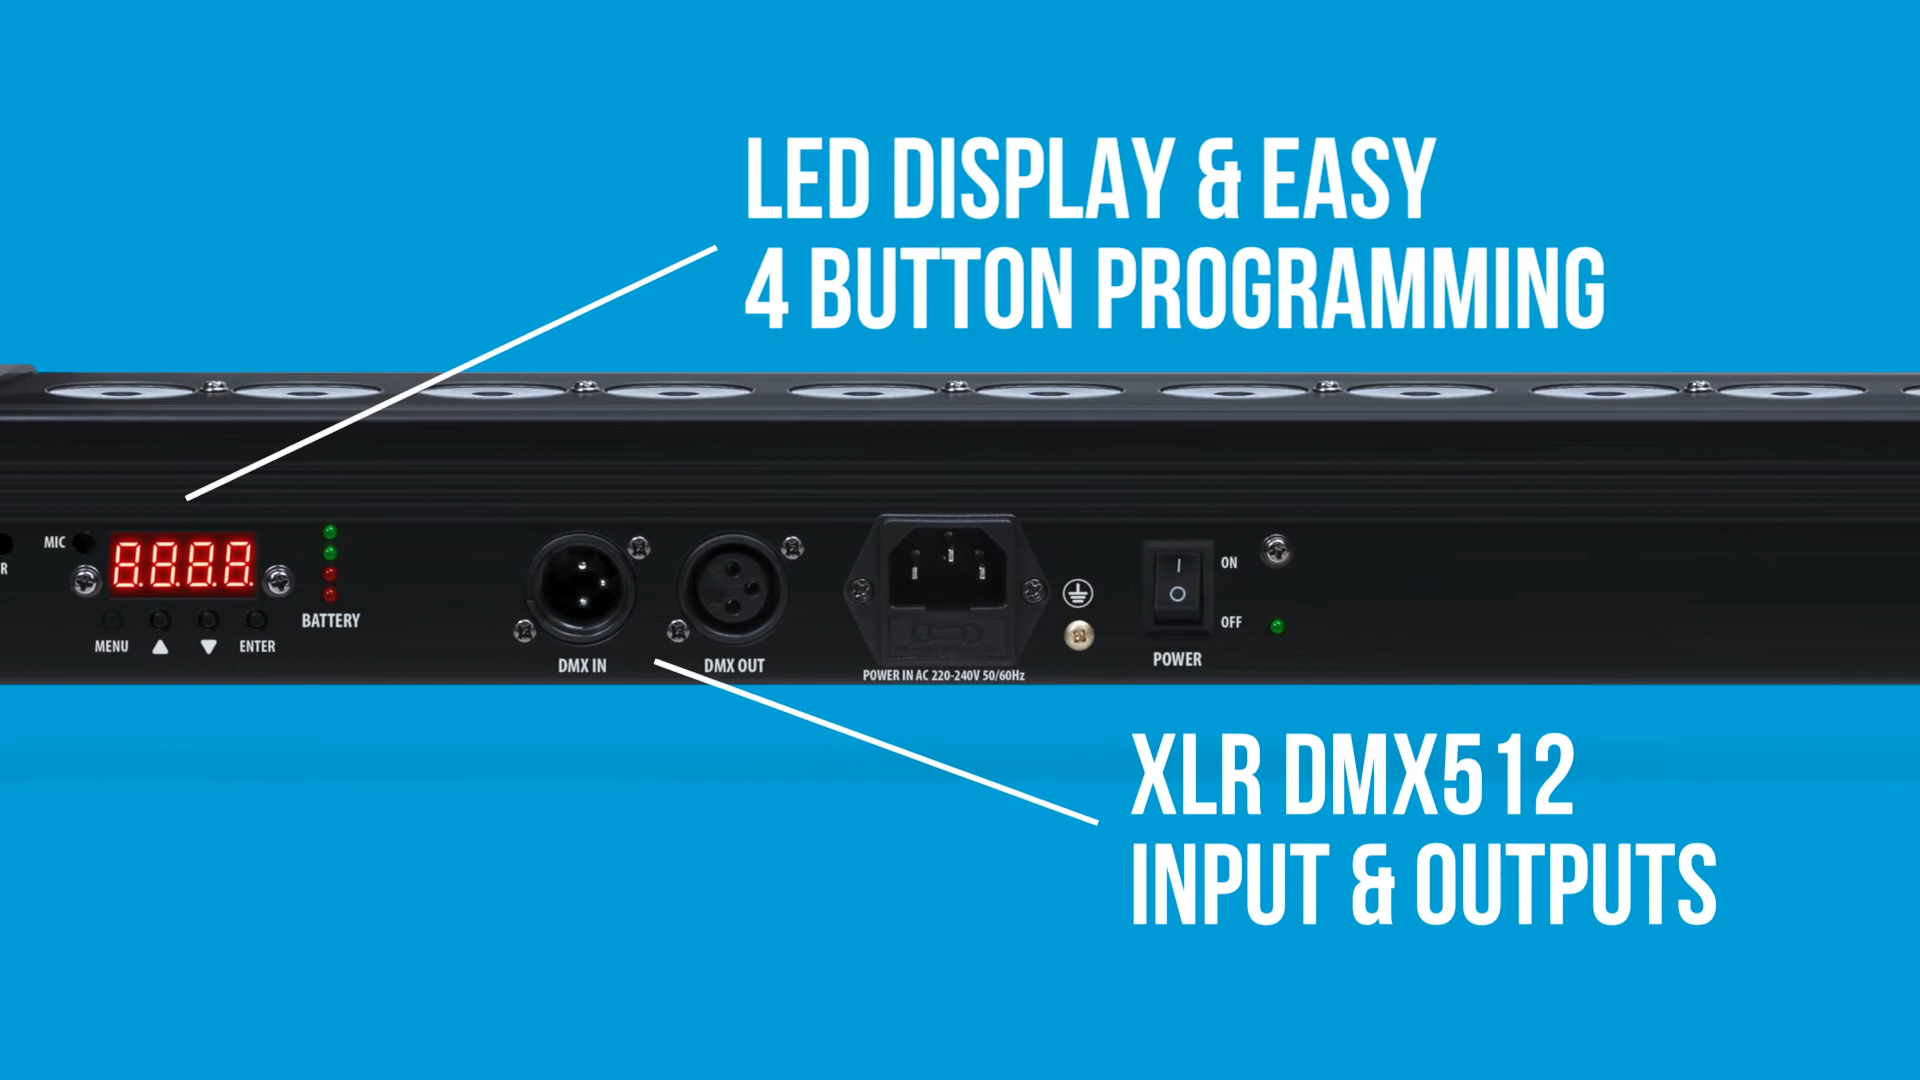 LED DISPLAY & EASY
4 BUTTON PROGRAMMING
R
MIC
8.8.8.8.
BATTERY
MENU
ENTER
DMX IN
DMX OUT
POWER IN AC 220-240V 50/60Hz
ON
OFF
POWER
XLR DMX512
INPUT & OUTPUTS